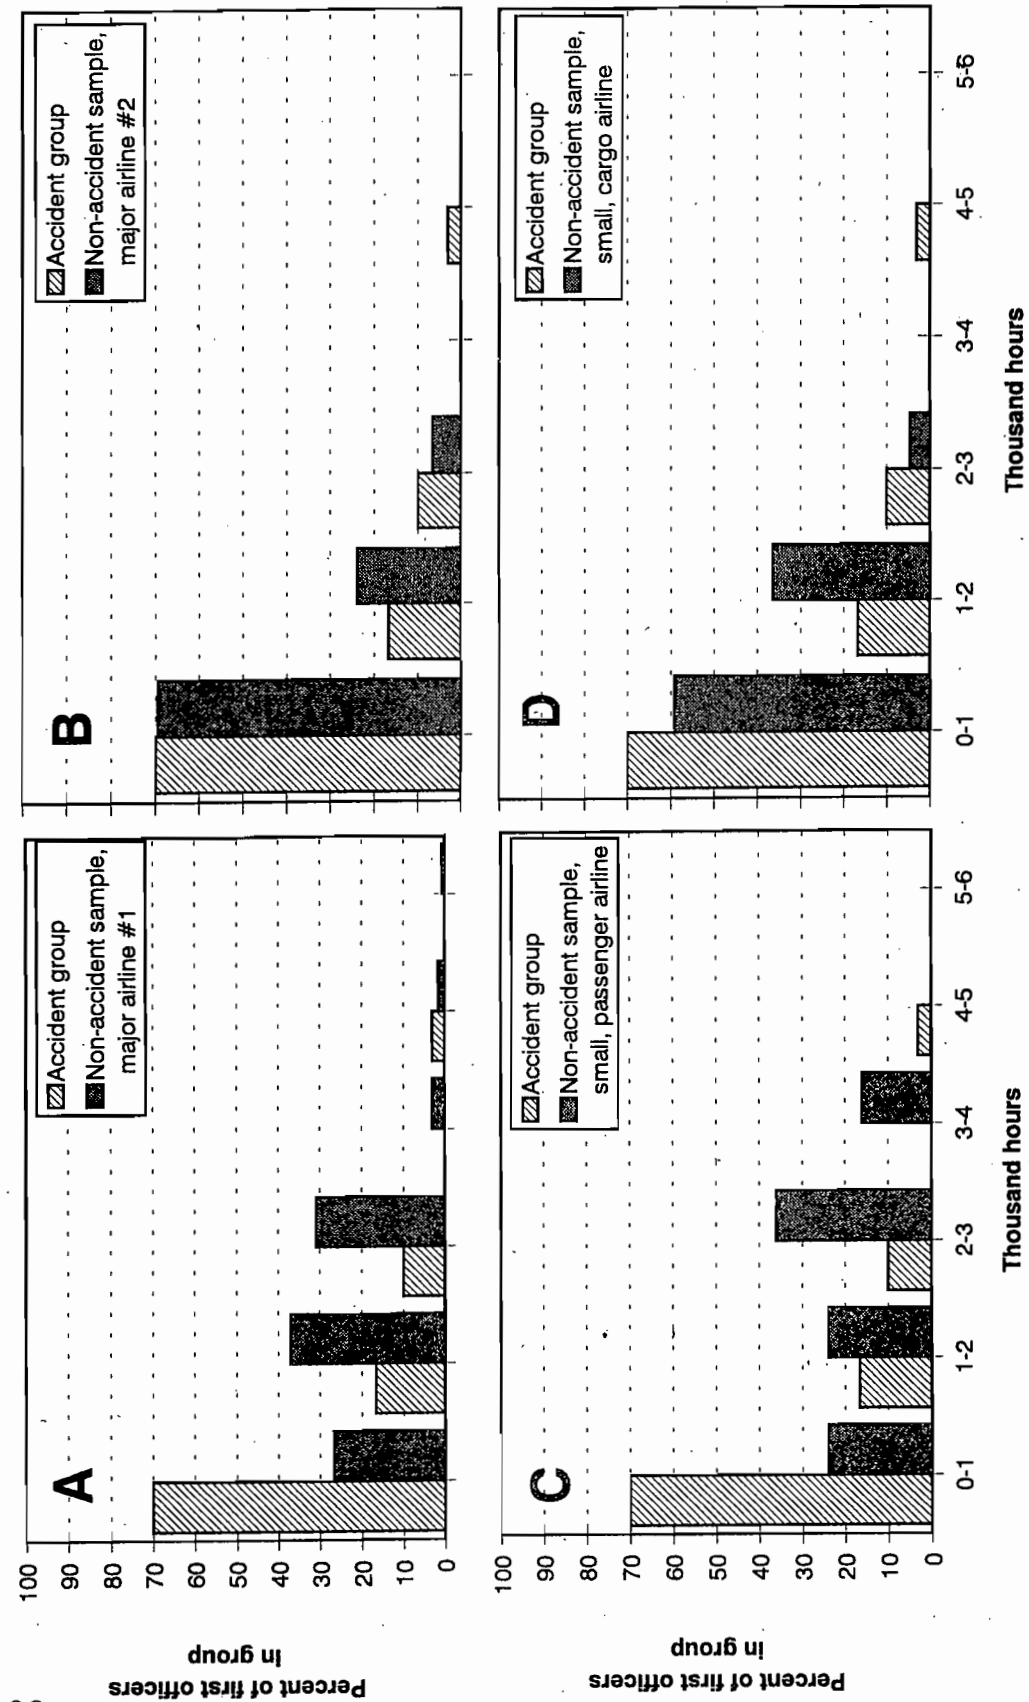 A
Accident group
Non-accident sample,
major airline #1
B
Accident group
Non-accident sample,
major airline #2
100
90
80
70
60
50
40
30
20
10
0
Percent of first officers
in group
C
Accident group
Non-accident sample,
small, passenger airline
D
Accident group
Non-accident sample,
small, cargo airline
100
90
80
70
60
50
40
30
20
10
0
Percent of first officers
in group
0-1
1-2
2-3
3-4
4-5
5-6
Thousand hours
0-1
1-2
2-3
3-4
4-5
5-6
Thousand hours